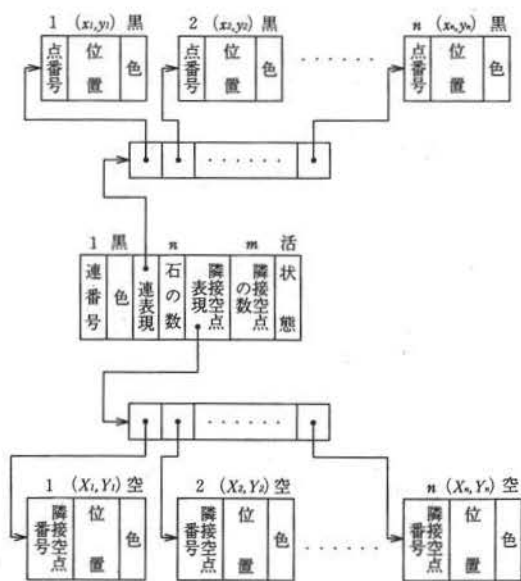 1 (x₁,y₁) 黒
点番号 位置 色
2 (x₂,y₂) 黒
点番号 位置 色
‥‥‥
n (xₙ,yₙ) 黒
点番号 位置 色
‥‥‥
1 黒 n m 活
連番号 色 連表現 石の数 隣接空点表現 隣接空点の数 状態
‥‥‥
1 (X₁,Y₁) 空
隣接空点番号 位置 色
2 (X₂,Y₂) 空
隣接空点番号 位置 色
‥‥‥
n (Xₙ,Yₙ) 空
隣接空点番号 位置 色